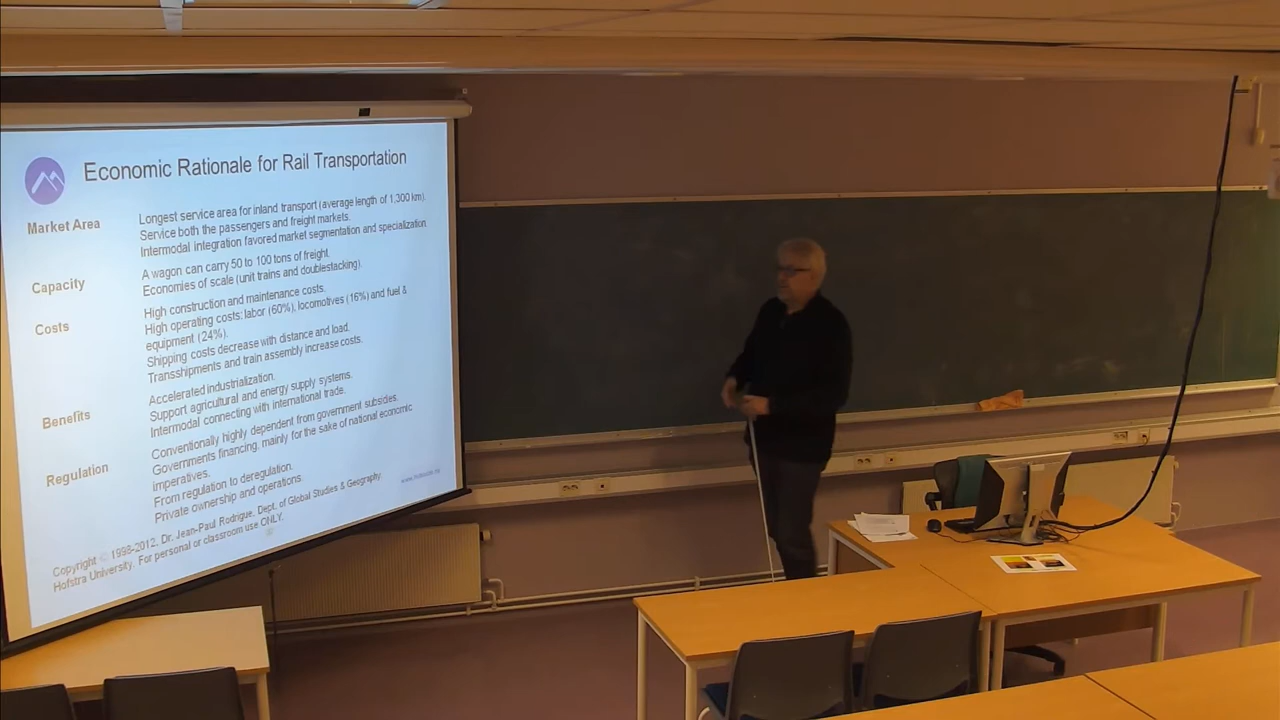 Economic Rationale for Rail Transportation
Market Area
Longest service area for inland transport (average length of 1,300 km).
Service both the passengers and freight markets.
Intermodal integration favored market segmentation and specialization.
Capacity
A wagon can carry 50 to 100 tons of freight.
Economies of scale (unit trains and doublestacking).
Costs
High construction and maintenance costs.
High operating costs: labor (60%), locomotives (16%) and fuel &
equipment (24%).
Shipping costs decrease with distance and load.
Transshipments and train assembly increase costs.
Benefits
Accelerated industrialization.
Support agricultural and energy supply systems.
Intermodal connecting with international trade.
Regulation
Conventionally highly dependent from government subsidies.
Governments financing, mainly for the sake of national economic
imperatives.
From regulation to deregulation.
Private ownership and operations.
Copyright © 1998-2012, Dr. Jean-Paul Rodrigue, Dept. of Global Studies & Geography,
Hofstra University. For personal or classroom use ONLY.